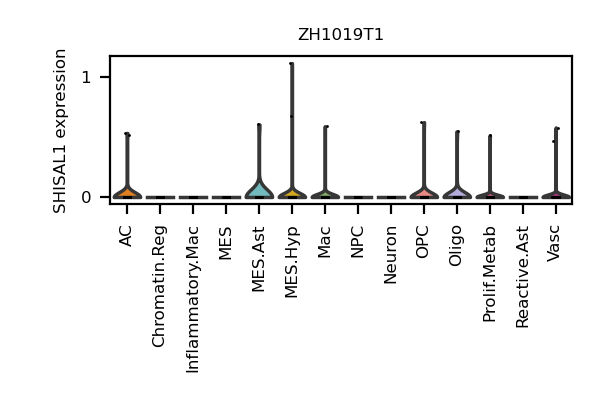 ZH1019T1
SHISAL1 expression
1
0
AC
Chromatin.Reg
Inflammatory.Mac
MES
MES.Ast
MES.Hyp
Mac
NPC
Neuron
OPC
Oligo
Prolif.Metab
Reactive.Ast
Vasc